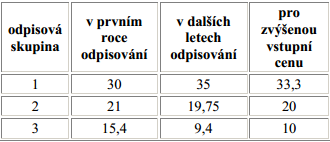 odpisová skupina	v prvním roce odpisování	v dalších letech odpisování	pro zvýšenou vstupní cenu
1	30	35	33,3
2	21	19,75	20
3	15,4	9,4	10